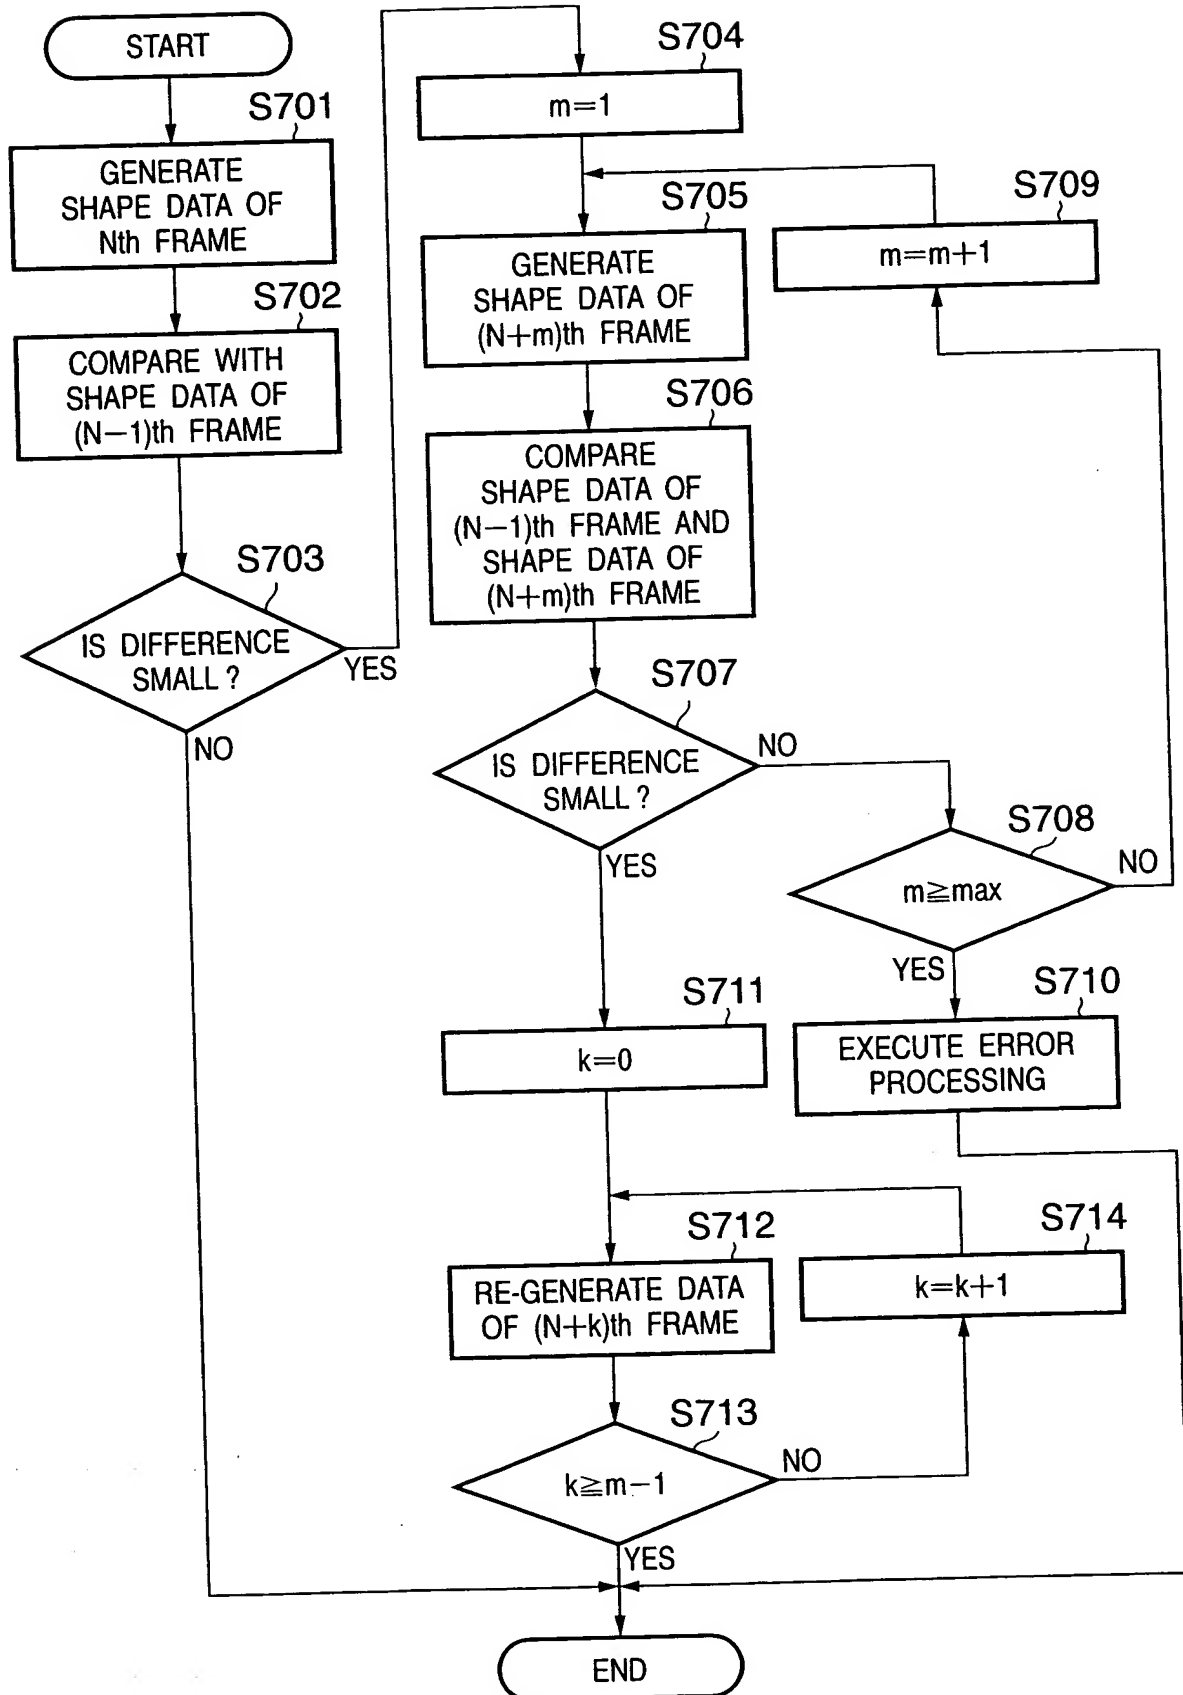 START
S701
GENERATE
SHAPE DATA OF
Nth FRAME
S702
COMPARE WITH
SHAPE DATA OF
(N−1)th FRAME
S703
IS DIFFERENCE
SMALL?
YES
NO
S704
m=1
S705
GENERATE
SHAPE DATA OF
(N+m)th FRAME
S709
m=m+1
S706
COMPARE
SHAPE DATA OF
(N−1)th FRAME AND
SHAPE DATA OF
(N+m)th FRAME
S707
IS DIFFERENCE
SMALL?
NO
YES
S708
m≧max
NO
YES
S710
EXECUTE ERROR
PROCESSING
S711
k=0
S712
RE-GENERATE DATA
OF (N+k)th FRAME
S714
k=k+1
S713
k≧m−1
NO
YES
END